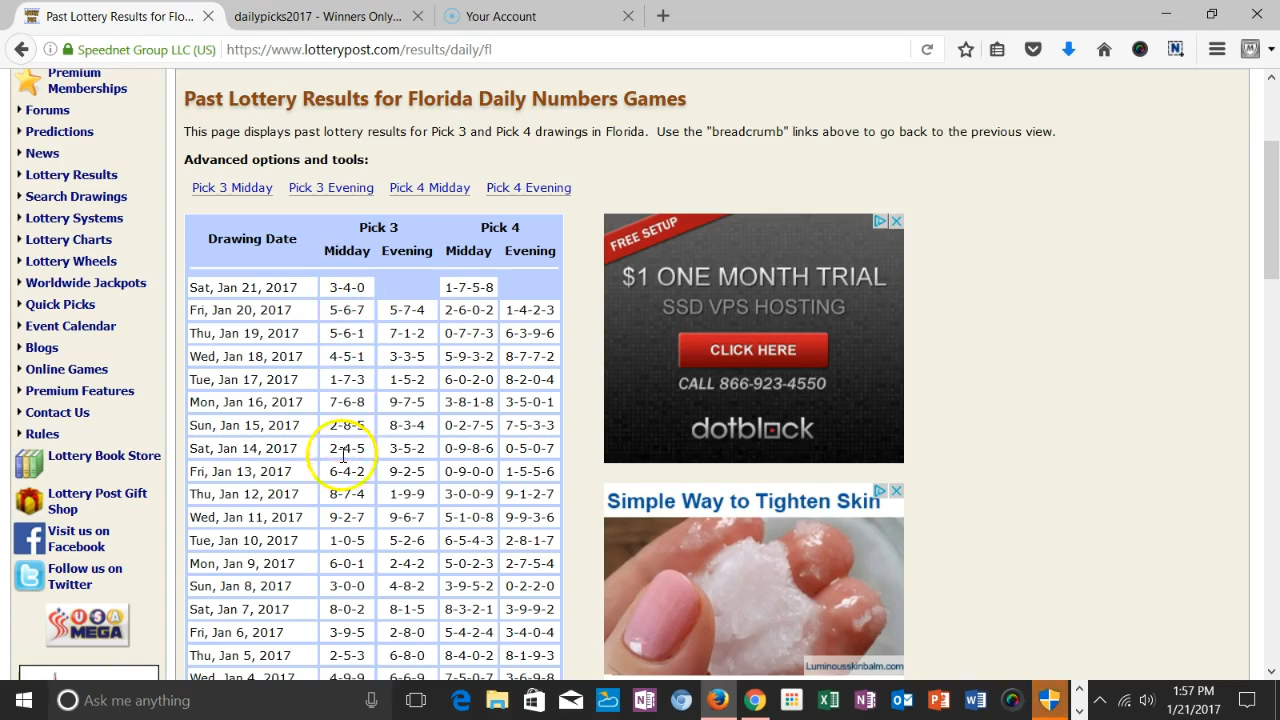 Past Lottery Results for Flori...
dailypicks2017 - Willing 2 onl...
Your Account
Speednet Group LLC (US)
https://www.lotterypost.com/results/daily/fl
Premium
Memberships
Forums
Predictions
News
Lottery Results
Search Drawings
Lottery Systems
Lottery Charts
Lottery Wheels
Worldwide Jackpots
Quick Picks
Event Calendar
Blogs
Online Games
Premium Features
Contact Us
Rules
Lottery Book Store
Lottery Post Gift
Shop
Visit us on
Facebook
Follow us on
Twitter
USA
MEGA
Past Lottery Results for Florida Daily Numbers Games
This page displays past lottery results for Pick 3 and Pick 4 drawings in Florida. Use the "breadcrumb" links above to go back to the previous view.
Advanced options and tools:
Pick 3 Midday Pick 3 Evening Pick 4 Midday Pick 4 Evening
Pick 3 Pick 4
Drawing Date
Midday Evening Midday Evening
Sat, Jan 21, 2017 3-4-0 1-7-5-8
Fri, Jan 20, 2017 5-6-7 5-7-4 2-6-0-2 1-4-2-3
Thu, Jan 19, 2017 5-6-1 7-1-2 0-7-7-3 6-3-9-6
Wed, Jan 18, 2017 4-5-1 3-3-5 5-9-3-2 8-7-7-2
Tue, Jan 17, 2017 1-7-3 1-5-2 6-0-2-0 8-2-0-4
Mon, Jan 16, 2017 7-6-8 9-7-5 3-8-1-8 3-5-0-1
Sun, Jan 15, 2017 2-8-5 8-3-4 0-2-7-5 7-5-3-3
Sat, Jan 14, 2017 2-4-5 3-5-2 0-9-8-0 5-5-0-7
Fri, Jan 13, 2017 6-4-2 9-2-5 0-9-0-0 1-5-5-6
Thu, Jan 12, 2017 8-7-4 1-9-9 3-0-0-9 9-1-2-7
Wed, Jan 11, 2017 9-2-7 9-6-7 5-1-0-8 9-9-3-6
Tue, Jan 10, 2017 1-0-5 5-2-6 6-5-4-3 2-8-1-7
Mon, Jan 9, 2017 6-0-1 2-4-2 5-0-2-3 2-7-5-4
Sun, Jan 8, 2017 3-0-0 4-8-2 3-9-5-2 0-2-2-0
Sat, Jan 7, 2017 8-0-2 8-1-5 8-3-2-1 3-9-9-2
Fri, Jan 6, 2017 3-9-5 2-8-0 5-4-2-4 3-4-0-4
Thu, Jan 5, 2017 2-5-3 6-8-0 8-4-0-2 8-1-9-3
Wed, Jan 4, 2017 4-9-9
FREE SETUP
$1 ONE MONTH TRIAL
SSD VPS HOSTING
CLICK HERE
CALL 866-923-4550
dotblock
Simple Way to Tighten Skin
Luminousskinbalm.com
Ask me anything
1:57 PM
1/21/2017